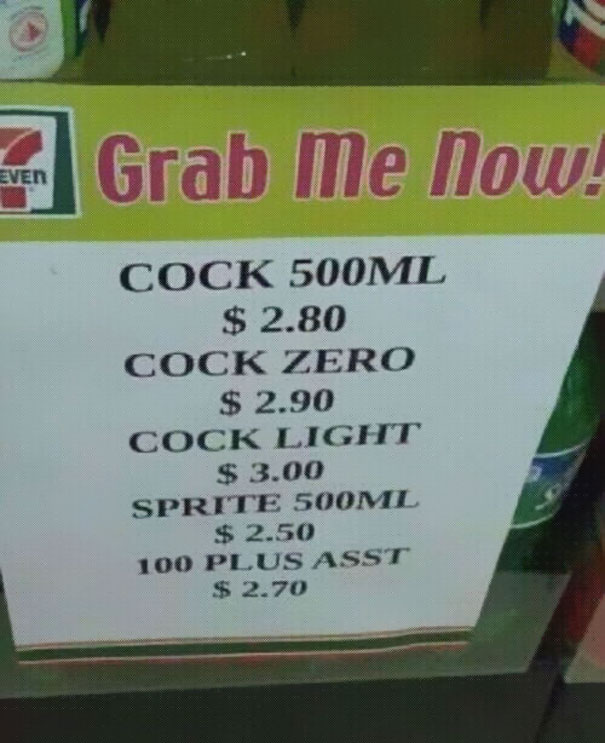 EVEn
Grab Me Now!
COCK 500ML
$ 2.80
COCK ZERO
$ 2.90
COCK LIGHT
$ 3.00
SPRITE 500ML
$ 2.50
100 PLUS ASST
$ 2.70